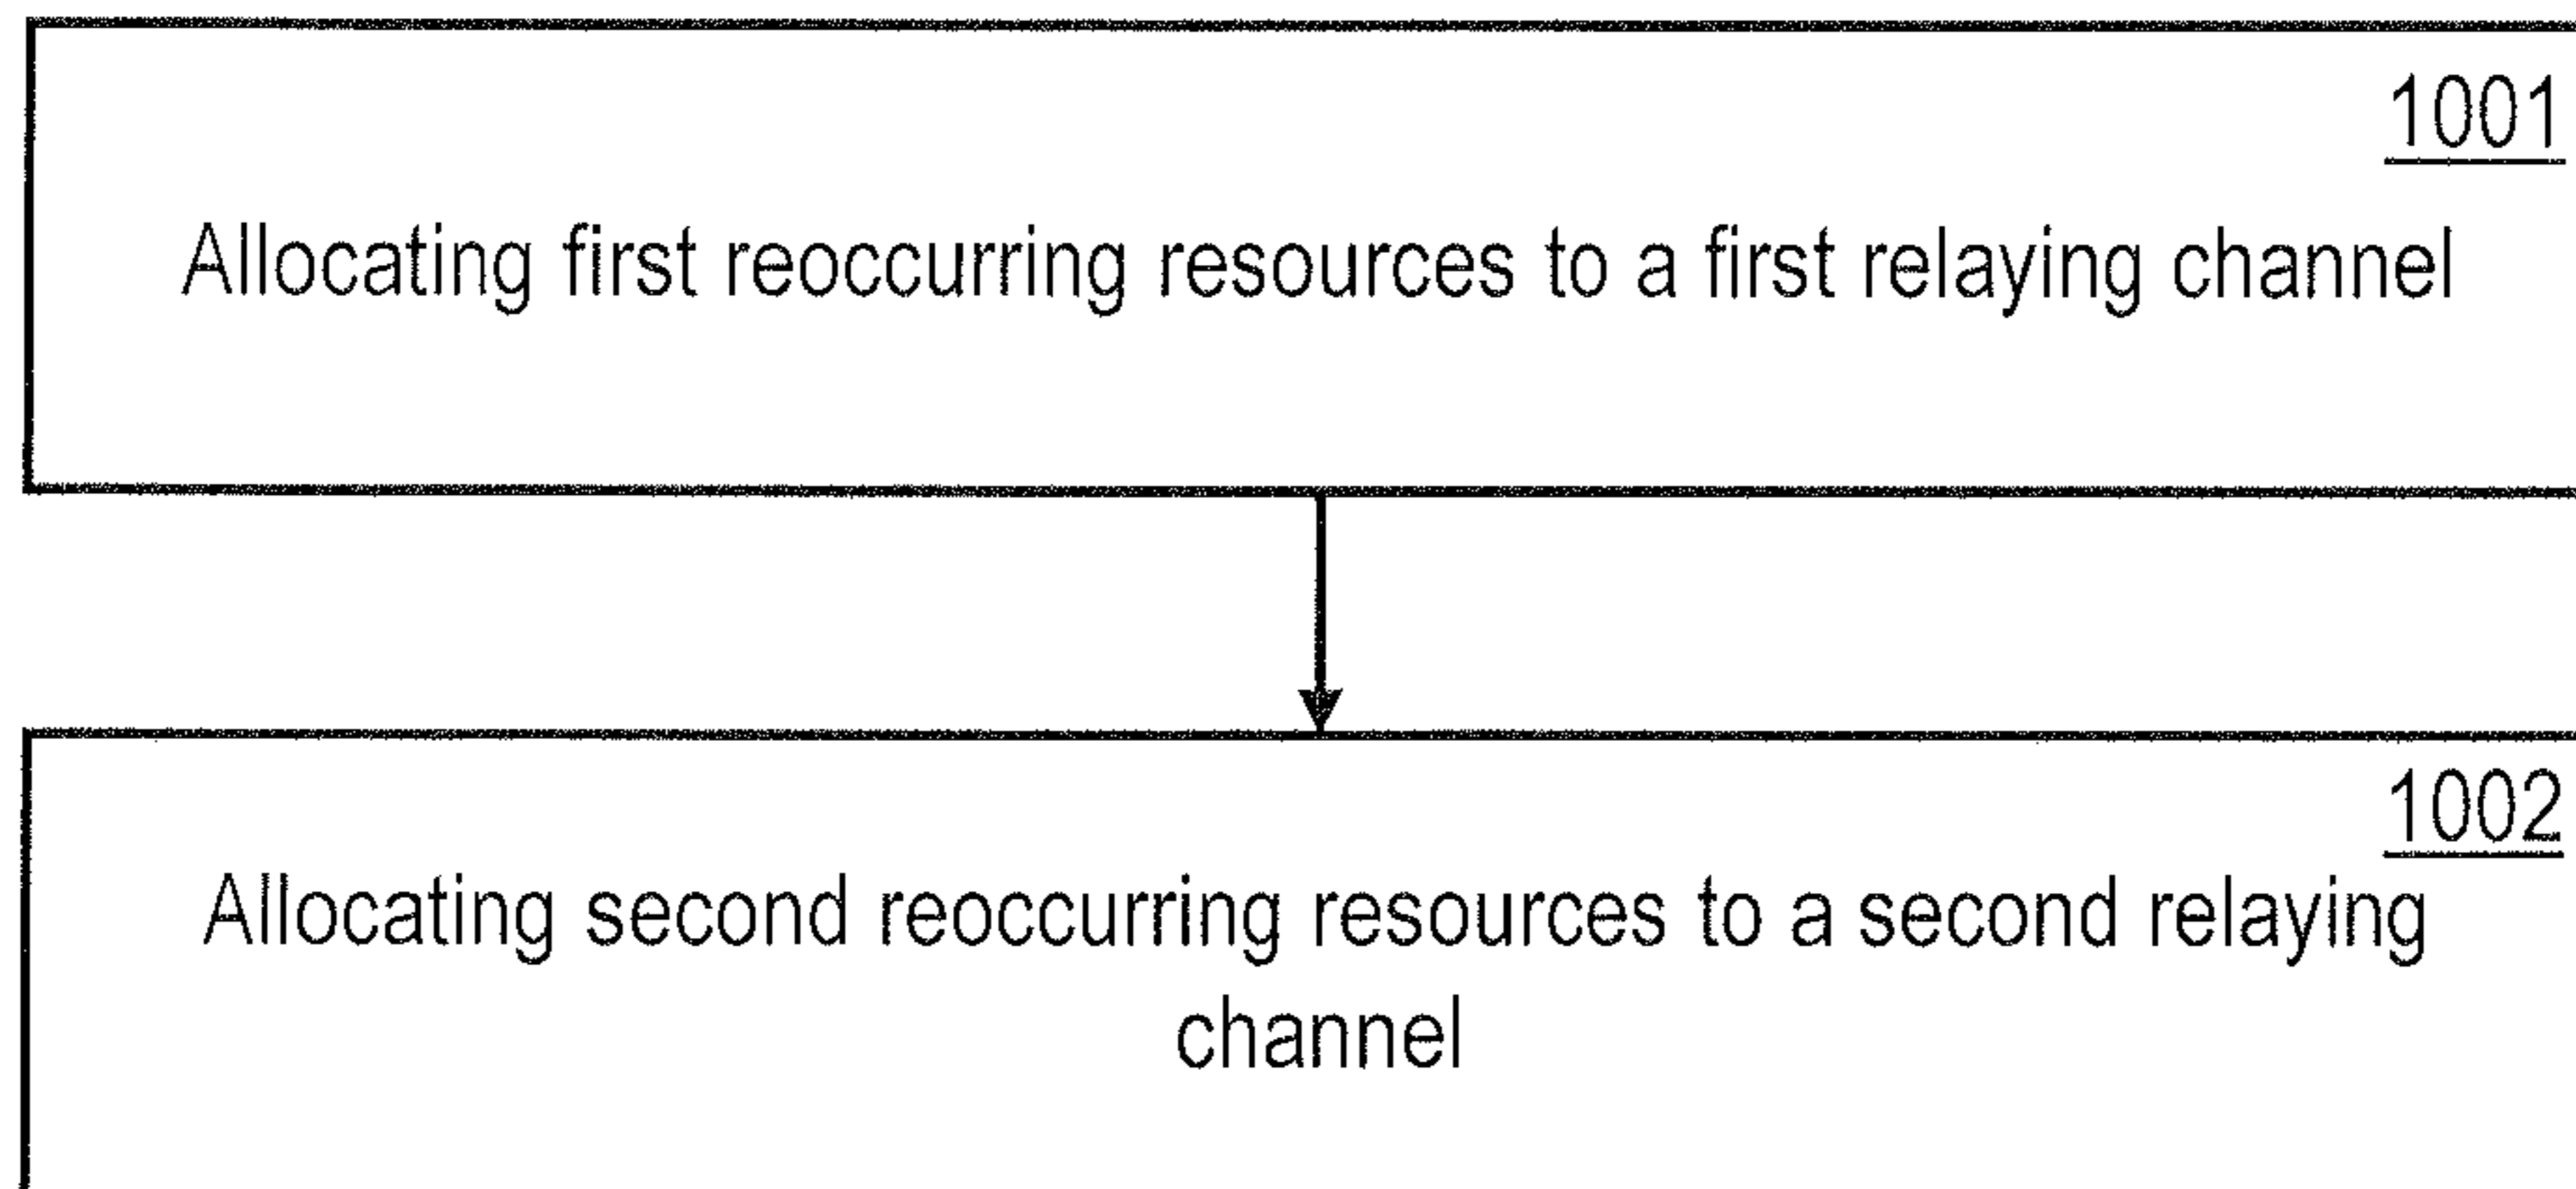 1001
Allocating first reoccurring resources to a first relaying channel
1002
Allocating second reoccurring resources to a second relaying
channel